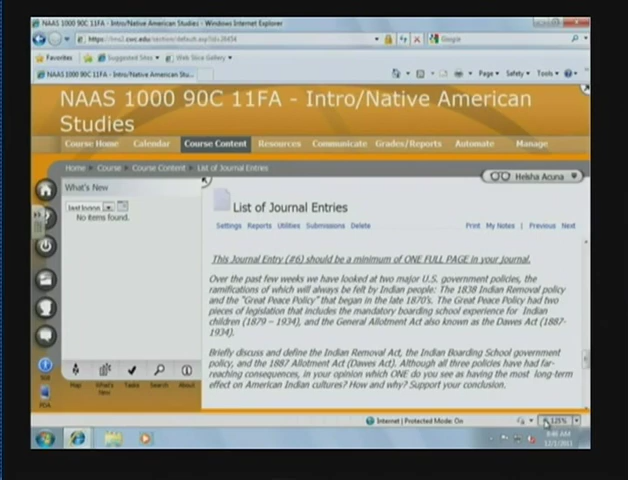 NAAS 1000 90C 11FA - Intro/Native American Studies - Windows Internet Explorer
Google
Favorites Suggested Sites Web Slice Gallery
NAAS 1000 90C 11FA - Intro/Native American Stu...
Page Safety Tools
NAAS 1000 90C 11FA - Intro/Native American
Studies
Course Home Calendar Course Content Resources Communicate Grades/Reports Automate Manage
Home Course Course Content List of Journal Entries
Helsha Acuna
What's New
No items found.
List of Journal Entries
Settings Reports Utilities Submissions Delete Print My Notes | Previous Next
This Journal Entry (#6) should be a minimum of ONE FULL PAGE in your journal.
Over the past few weeks we have looked at two major U.S. government policies, the
ramifications of which will always be felt by Indian people: The 1838 Indian Removal policy
and the "Great Peace Policy" that began in the late 1870's. The Great Peace Policy had two
pieces of legislation that includes the mandatory boarding school experience for Indian
children (1879 - 1934), and the General Allotment Act also known as the Dawes Act (1887-
1934).
Briefly discuss and define the Indian Removal Act, the Indian Boarding School government
policy, and the 1887 Allotment Act (Dawes Act). Although all three policies have had far-
reaching consequences, in your opinion which ONE do you see as having the most long-term
effect on American Indian cultures? How and why? Support your conclusion.
Map What's New Tasks Search About
PDA
Internet | Protected Mode: On
125%
9:46 AM
12/1/2011